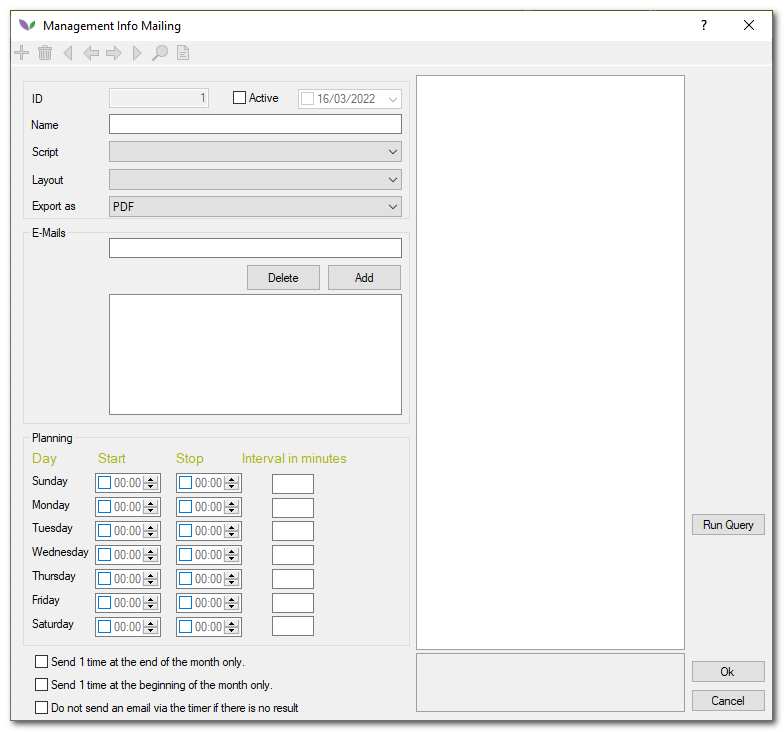 Management Info Mailing ?
ID 1 Active 16/03/2022
Name
Script
Layout
Export as PDF
E-Mails
Delete Add
Planning
Day Start Stop Interval in minutes
Sunday 00:00 00:00
Monday 00:00 00:00
Tuesday 00:00 00:00
Wednesday 00:00 00:00
Thursday 00:00 00:00
Friday 00:00 00:00
Saturday 00:00 00:00
Run Query
Send 1 time at the end of the month only.
Send 1 time at the beginning of the month only.
Do not send an email via the timer if there is no result
Ok
Cancel